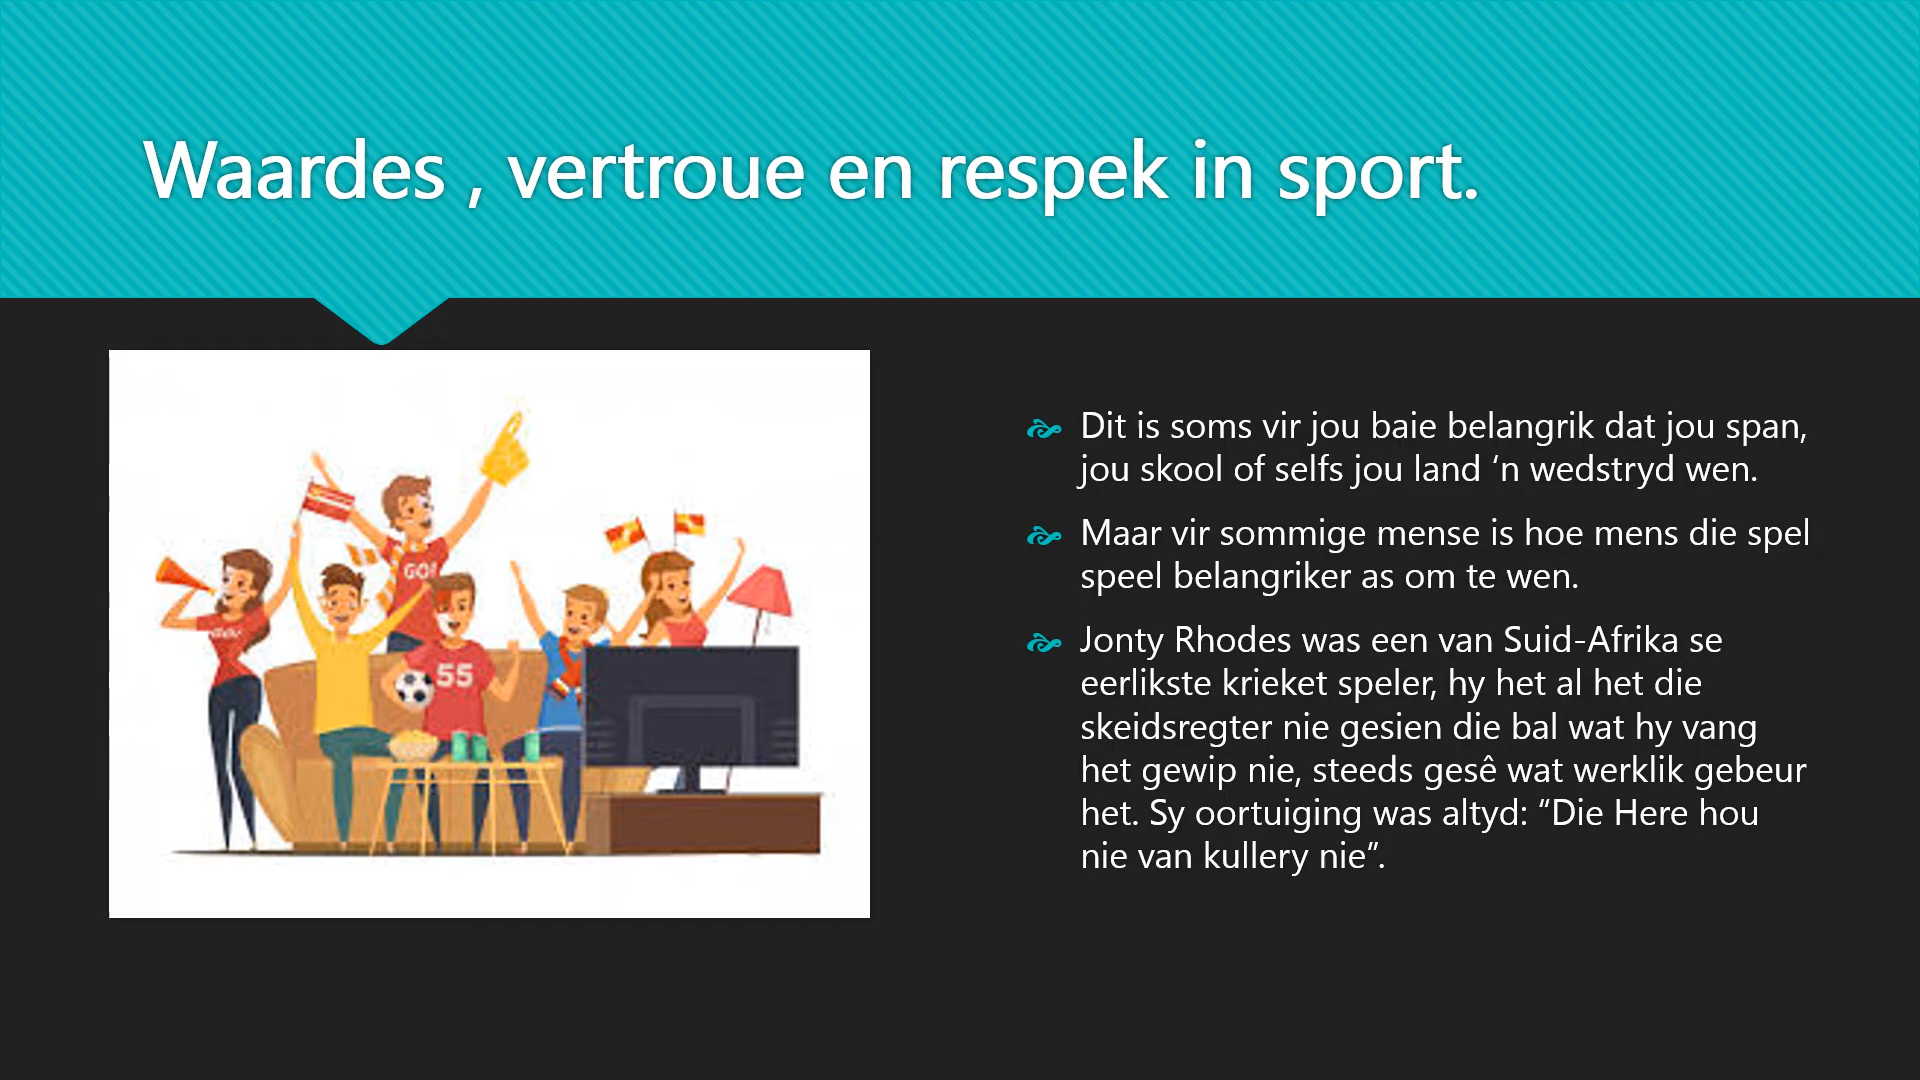 Waardes , vertroue en respek in sport.
GO!
55
Dit is soms vir jou baie belangrik dat jou span,
jou skool of selfs jou land ‘n wedstryd wen.
Maar vir sommige mense is hoe mens die spel
speel belangriker as om te wen.
Jonty Rhodes was een van Suid-Afrika se
eerlikste krieket speler, hy het al het die
skeidsregter nie gesien die bal wat hy vang
het gewip nie, steeds gesê wat werklik gebeur
het. Sy oortuiging was altyd: “Die Here hou
nie van kullery nie”.